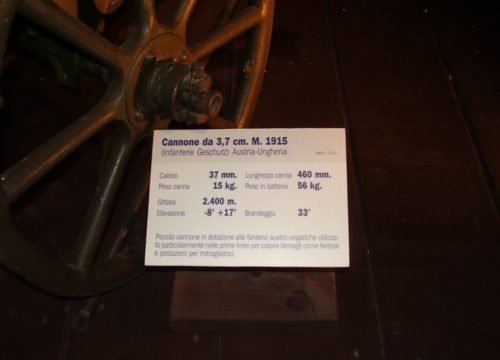 Cannone da 3,7 cm. M. 1915
(Infanterie Geschutz) Austria-Ungheria
Calibro 37 mm. Lunghezza canna 460 mm.
Peso canna 15 kg. Peso in batteria 56 kg.
Gittata 2.400 m.
Elevazione -8° +17° Brandeggio 33°
Piccolo cannone in dotazione alle fanterie austro-ungariche utilizza-
to particolarmente nelle prime linee per colpire bersagli come feritoie
e postazioni per mitragliatrici.